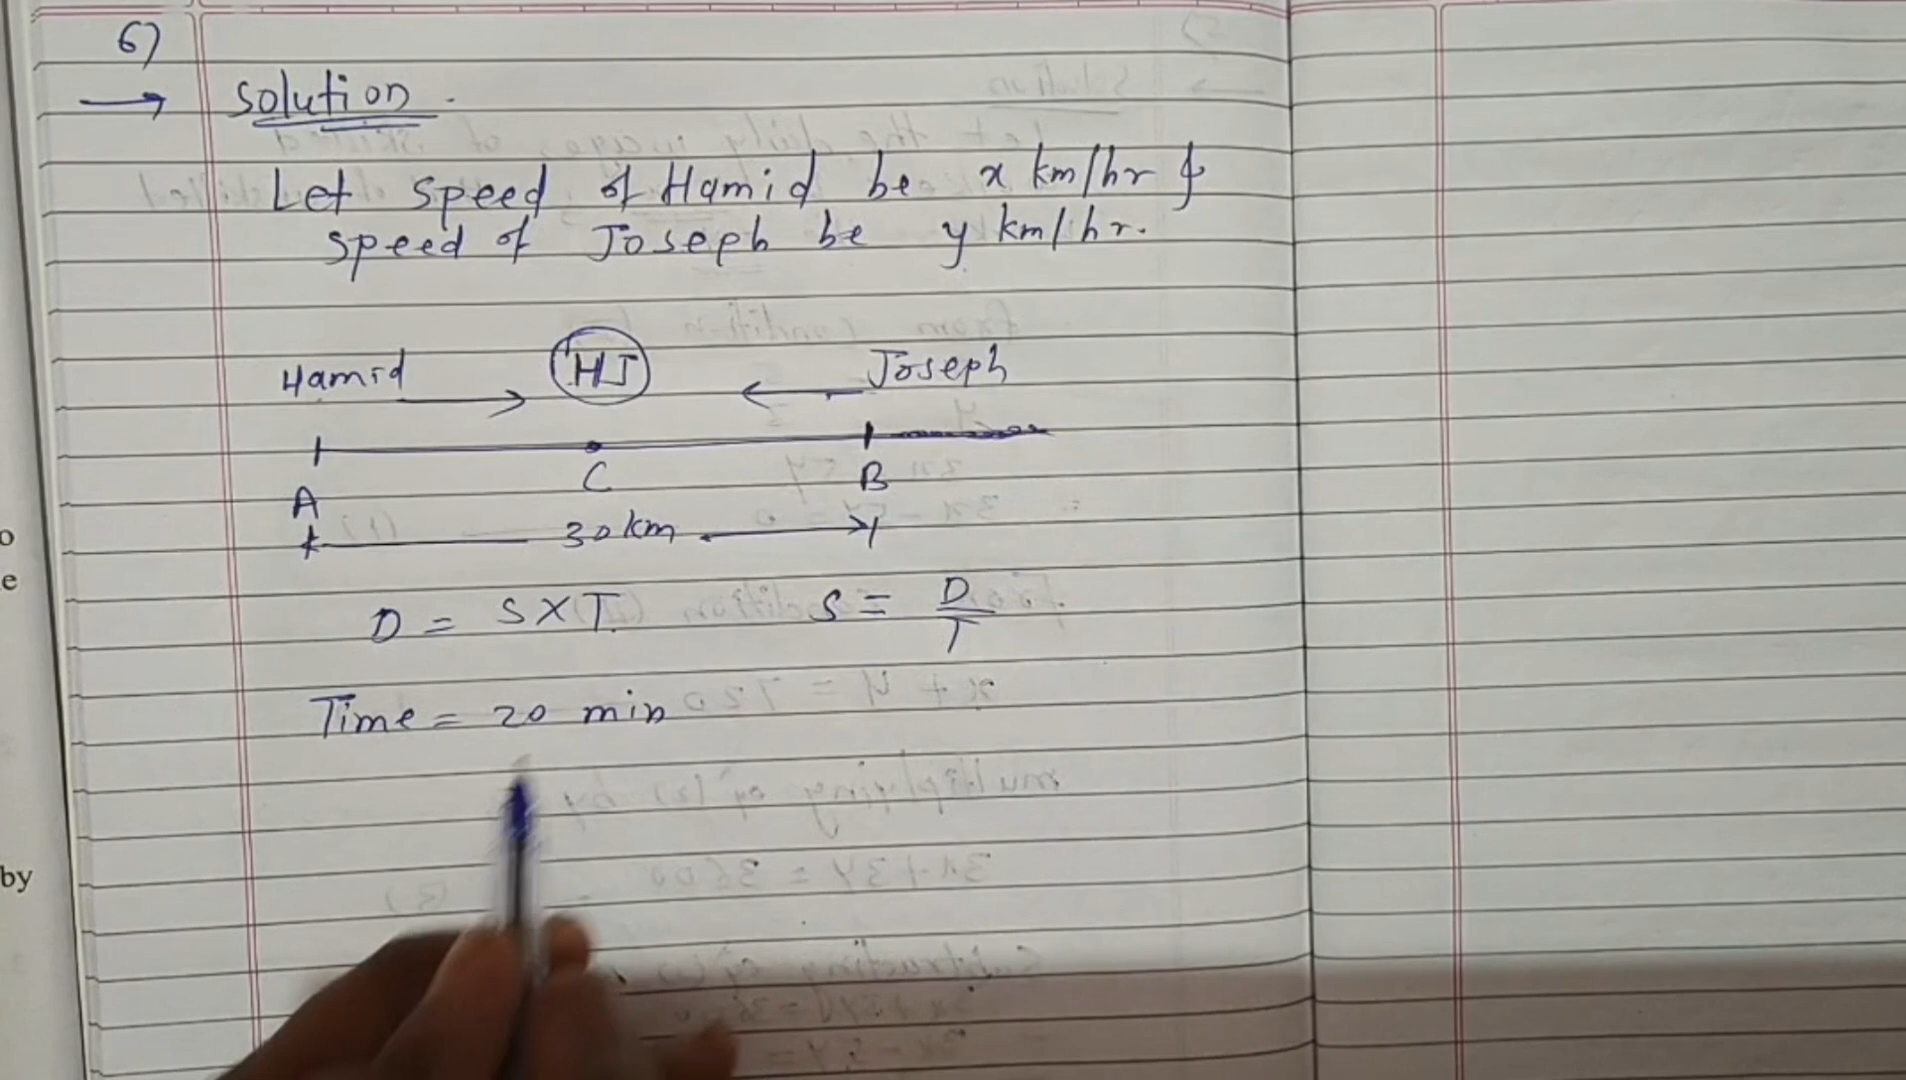 6)
→ Solution.
Let speed of Hamid be x km/hr &
speed of Joseph be y km/hr.
Hamid HJ Joseph
A C B
30 km
D = S×T S = D/T
Time = 20 min
o
e
by